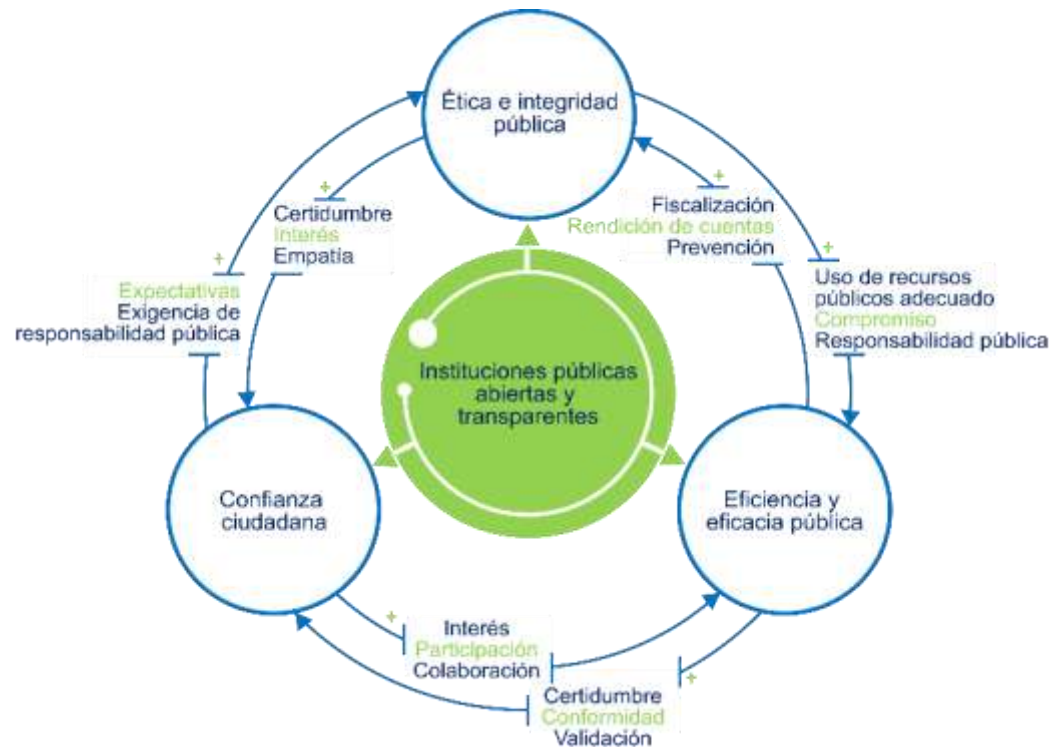 Ética e integridad
pública
+
+
+
+
Certidumbre
Interés
Empatía
Fiscalización
Rendición de cuentas
Prevención
Expectativas
Exigencia de
responsabilidad pública
Uso de recursos
públicos adecuado
Compromiso
Responsabilidad pública
Instituciones públicas
abiertas y
transparentes
Confianza
ciudadana
Eficiencia y
eficacia pública
+
Interés
Participación
Colaboración
+
Certidumbre
Conformidad
Validación